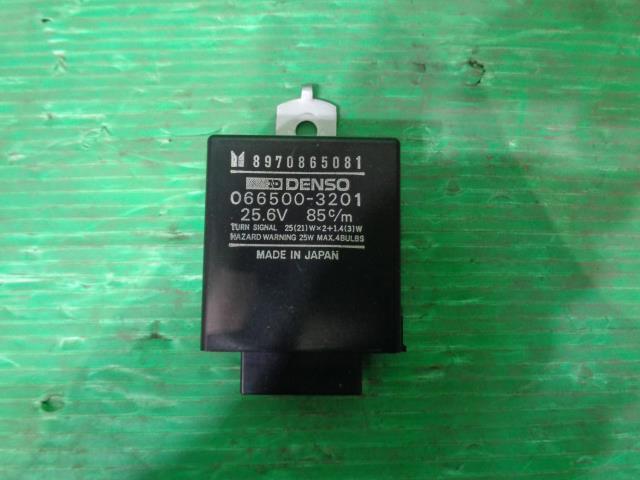 8970865081
DENSO
066500-3201
25.6V 85c/m
TURN SIGNAL 25(21)W×2+1.4(3)W
HAZARD WARNING 25W MAX.4BULBS
MADE IN JAPAN